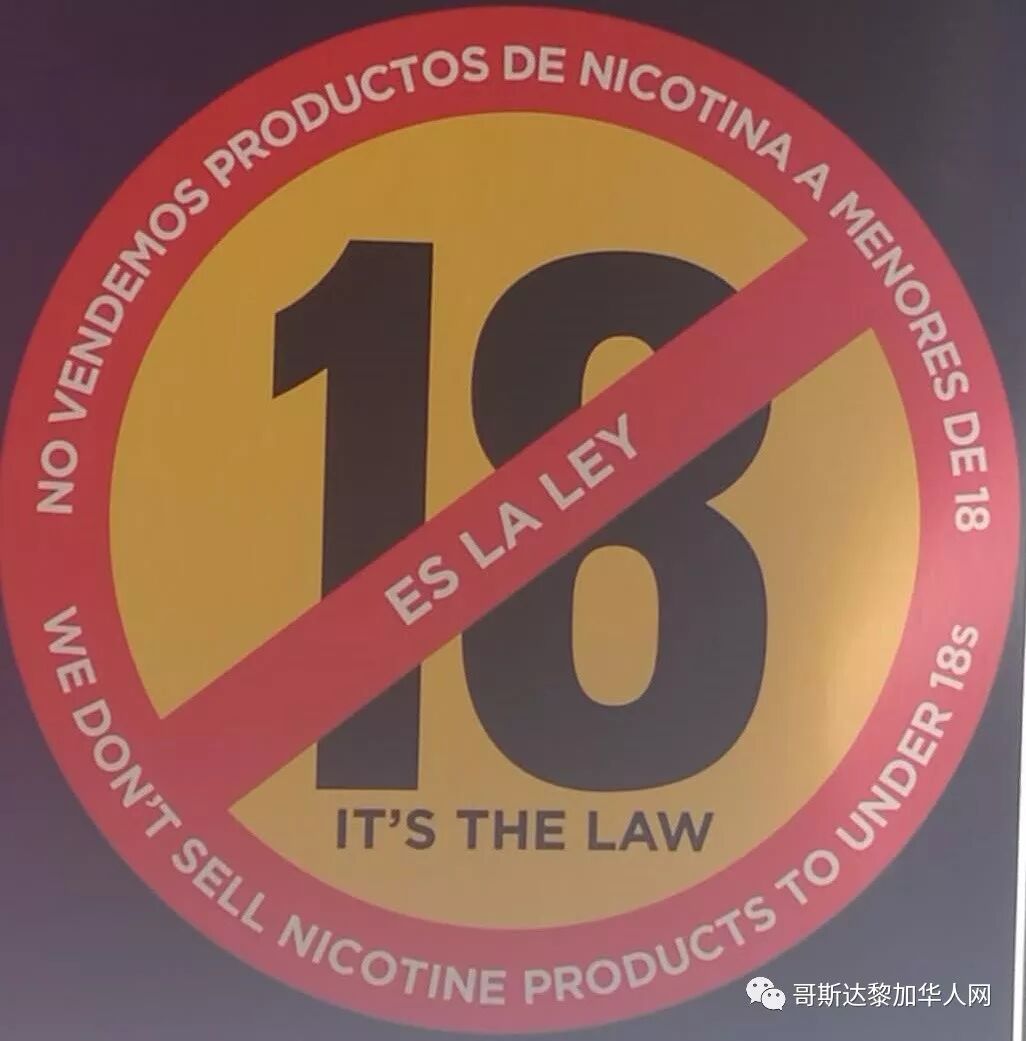 NO VENDEMOS PRODUCTOS DE NICOTINA A MENORES DE 18
18
ES LA LEY
IT'S THE LAW
WE DON'T SELL NICOTINE PRODUCTS TO UNDER 18s
哥斯达黎加华人网